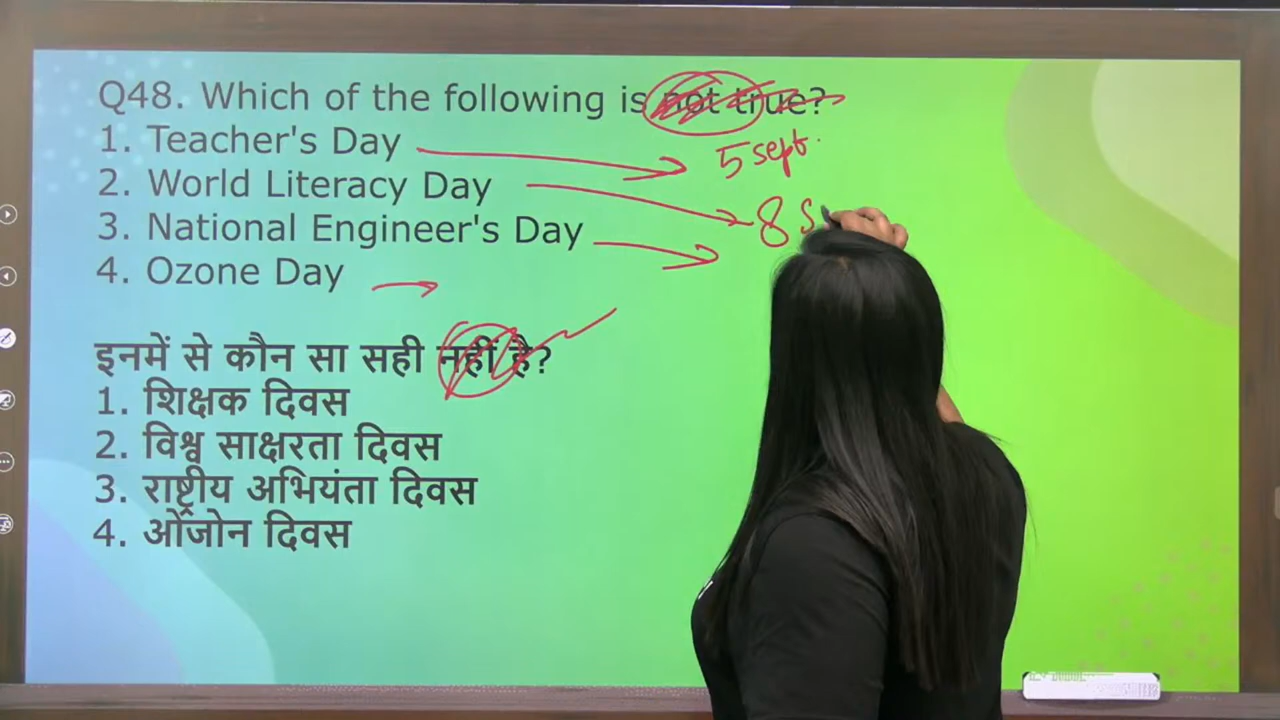 Q48. Which of the following is not true?
1. Teacher's Day
5 sept.
2. World Literacy Day
8 S
3. National Engineer's Day
4. Ozone Day
इनमें से कौन सा सही नहीं है?
1. शिक्षक दिवस
2. विश्व साक्षरता दिवस
3. राष्ट्रीय अभियंता दिवस
4. ओजोन दिवस